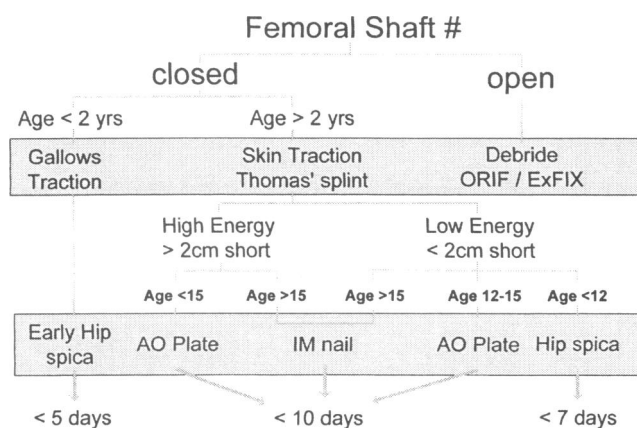 Femoral Shaft #
closed
open
Age < 2 yrs
Age > 2 yrs
Gallows
Traction
Skin Traction
Thomas' splint
Debride
ORIF / ExFIX
High Energy
> 2cm short
Low Energy
< 2cm short
Age <15
Age >15
Age >15
Age 12-15
Age <12
Early Hip
spica
AO Plate
IM nail
AO Plate
Hip spica
< 5 days
< 10 days
< 7 days